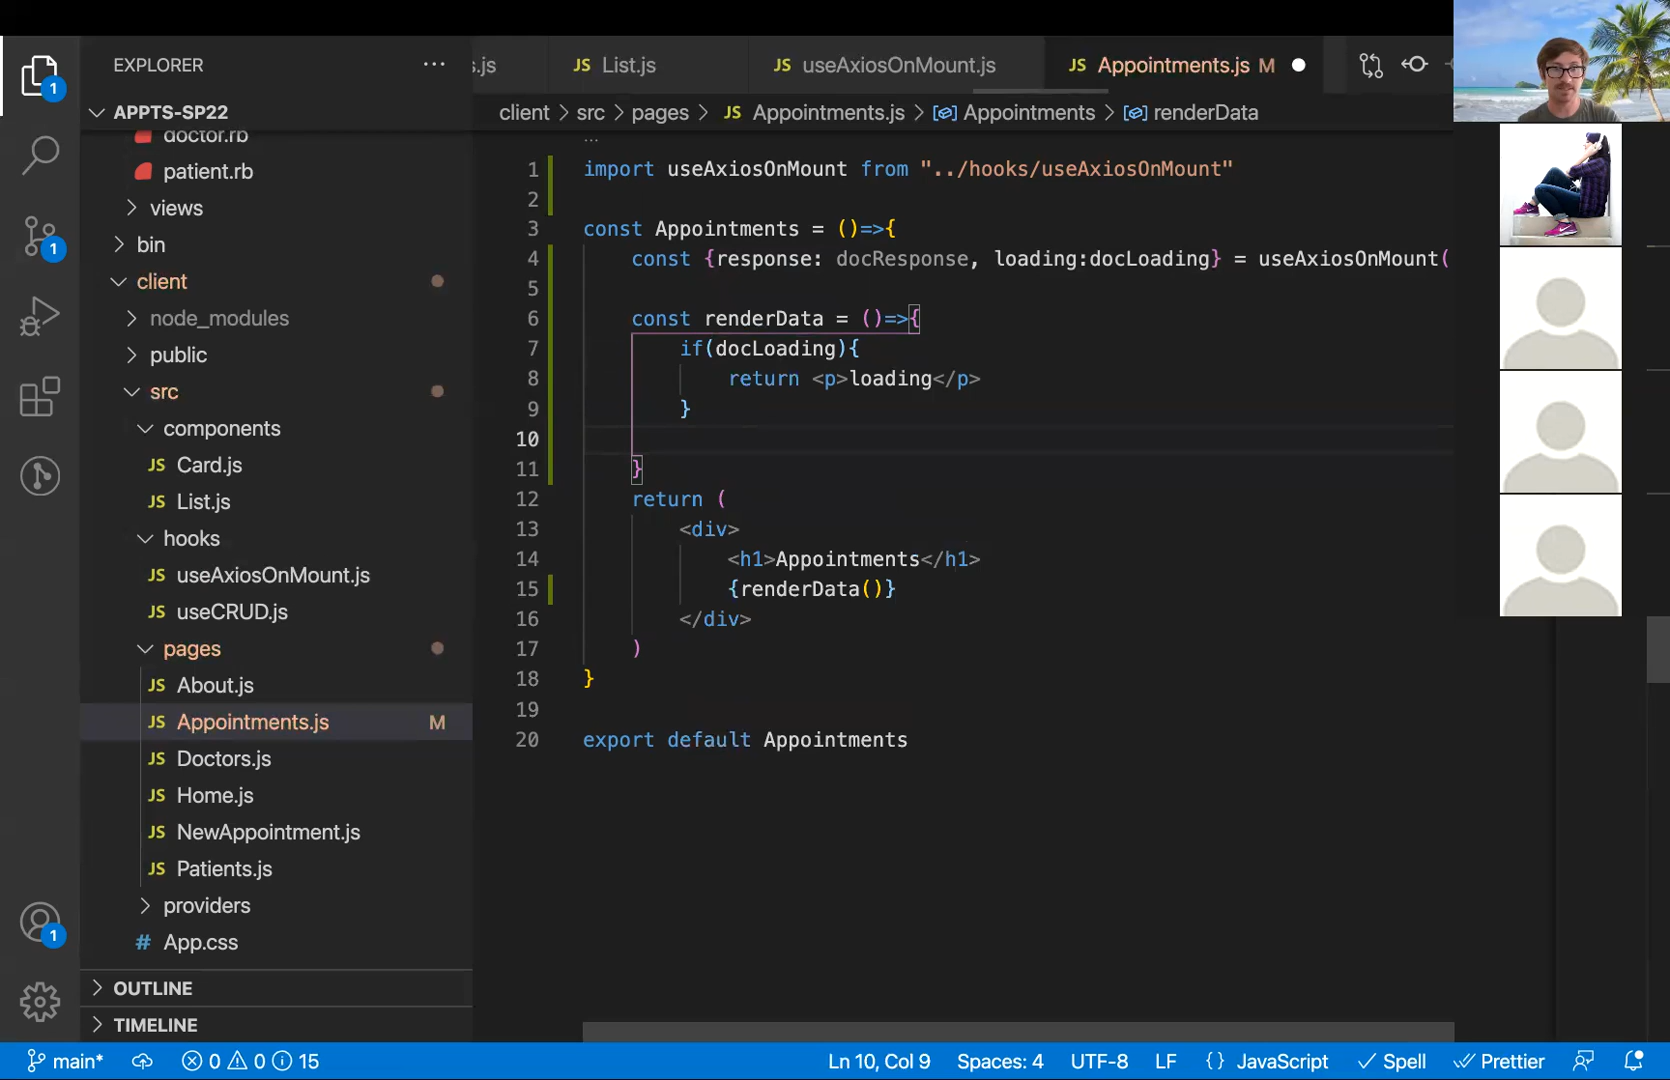 EXPLORER
...
s.js
JS List.js
JS useAxiosOnMount.js
JS Appointments.js M
1
APPTS-SP22
client > src > pages > JS Appointments.js > Appointments > renderData
doctor.rb
patient.rb
views
bin
client
node_modules
public
src
components
JS Card.js
JS List.js
hooks
JS useAxiosOnMount.js
JS useCRUD.js
pages
JS About.js
JS Appointments.js M
JS Doctors.js
JS Home.js
JS NewAppointment.js
JS Patients.js
providers
# App.css
OUTLINE
TIMELINE
1
1
...
1 import useAxiosOnMount from "../hooks/useAxiosOnMount"
2
3 const Appointments = ()=>{
4 const {response: docResponse, loading:docLoading} = useAxiosOnMount(
5
6 const renderData = ()=>{
7 if(docLoading){
8 return <p>loading</p>
9 }
10
11 }
12 return (
13 <div>
14 <h1>Appointments</h1>
15 {renderData()}
16 </div>
17 )
18 }
19
20 export default Appointments
main* 0 0 15 Ln 10, Col 9 Spaces: 4 UTF-8 LF {} JavaScript Spell Prettier